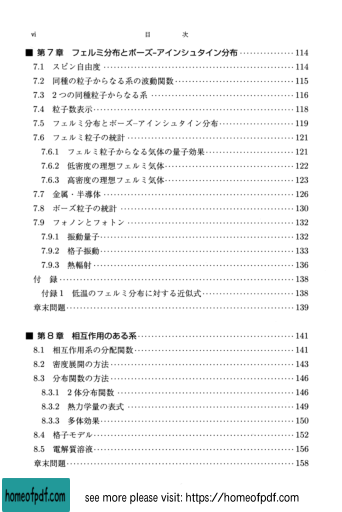 vi 目 次
■ 第7章 フェルミ分布とボーズ-アインシュタイン分布 ················ 114
7.1 スピン自由度 ················ 114
7.2 同種の粒子からなる系の波動関数 ················ 115
7.3 2つの同種粒子からなる系 ················ 116
7.4 粒子数表示 ················ 118
7.5 フェルミ分布とボーズ-アインシュタイン分布 ················ 119
7.6 フェルミ粒子の統計 ················ 121
7.6.1 フェルミ粒子からなる気体の量子効果 ················ 121
7.6.2 低密度の理想フェルミ気体 ················ 122
7.6.3 高密度の理想フェルミ気体 ················ 123
7.7 金属・半導体 ················ 126
7.8 ボーズ粒子の統計 ················ 130
7.9 フォノンとフォトン ················ 132
7.9.1 振動量子 ················ 132
7.9.2 格子振動 ················ 133
7.9.3 熱輻射 ················ 136
付 録 ················ 138
付録1 低温のフェルミ分布に対する近似式 ················ 138
章末問題 ················ 139
■ 第8章 相互作用のある系 ················ 141
8.1 相互作用系の分配関数 ················ 141
8.2 密度展開の方法 ················ 143
8.3 分布関数の方法 ················ 146
8.3.1 2体分布関数 ················ 146
8.3.2 熱力学量の表式 ················ 149
8.3.3 多体効果 ················ 150
8.4 格子モデル ················ 152
8.5 電解質溶液 ················ 156
章末問題 ················ 158
homeofpdf.com see more please visit: https://homeofpdf.com